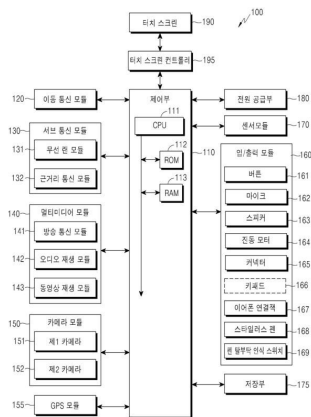 100
터치 스크린
190
터치 스크린 컨트롤러
195
120
이동 통신 모듈
130
서브 통신 모듈
131
무선 랜 모듈
132
근거리 통신 모듈
140
멀티미디어 모듈
141
방송 통신 모듈
142
오디오 재생 모듈
143
동영상 재생 모듈
150
카메라 모듈
151
제1 카메라
152
제2 카메라
155
GPS 모듈
제어부
111
CPU
112
ROM
110
113
RAM
전원 공급부
180
센서모듈
170
입/출력 모듈
160
버튼
161
마이크
162
스피커
163
진동 모터
164
커넥터
165
키패드
166
이어폰 연결잭
167
스타일러스 펜
168
펜 탈부착 인식 스위치
169
저장부
175